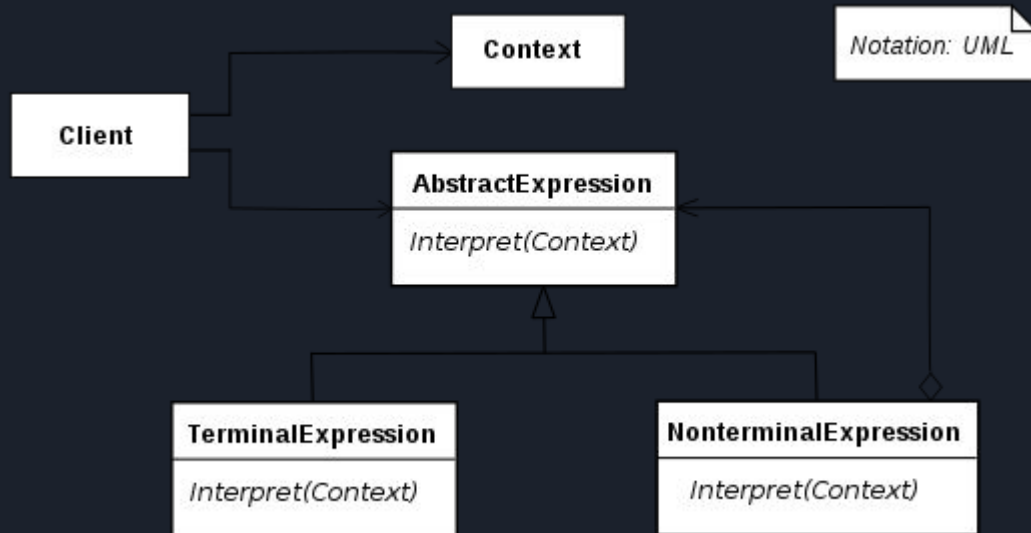 Context
Notation: UML
Client
AbstractExpression
Interpret(Context)
TerminalExpression
Interpret(Context)
NonterminalExpression
Interpret(Context)